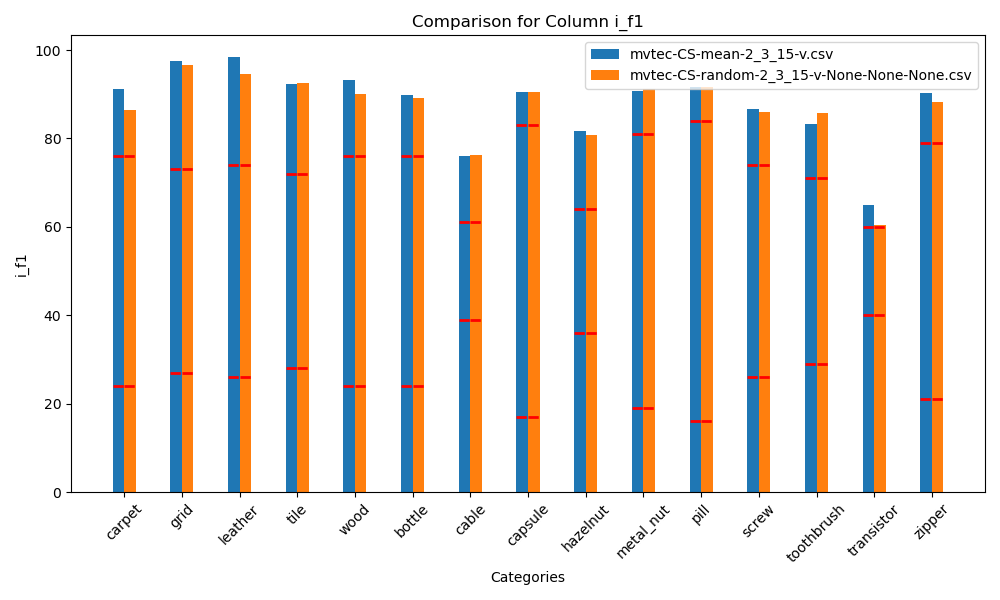 Comparison for Column i_f1
mvtec-CS-mean-2_3_15-v.csv
mvtec-CS-random-2_3_15-v-None-None-None.csv
i_f1
100
80
60
40
20
0
carpet
grid
leather
tile
wood
bottle
cable
capsule
hazelnut
metal_nut
pill
screw
toothbrush
transistor
zipper
Categories